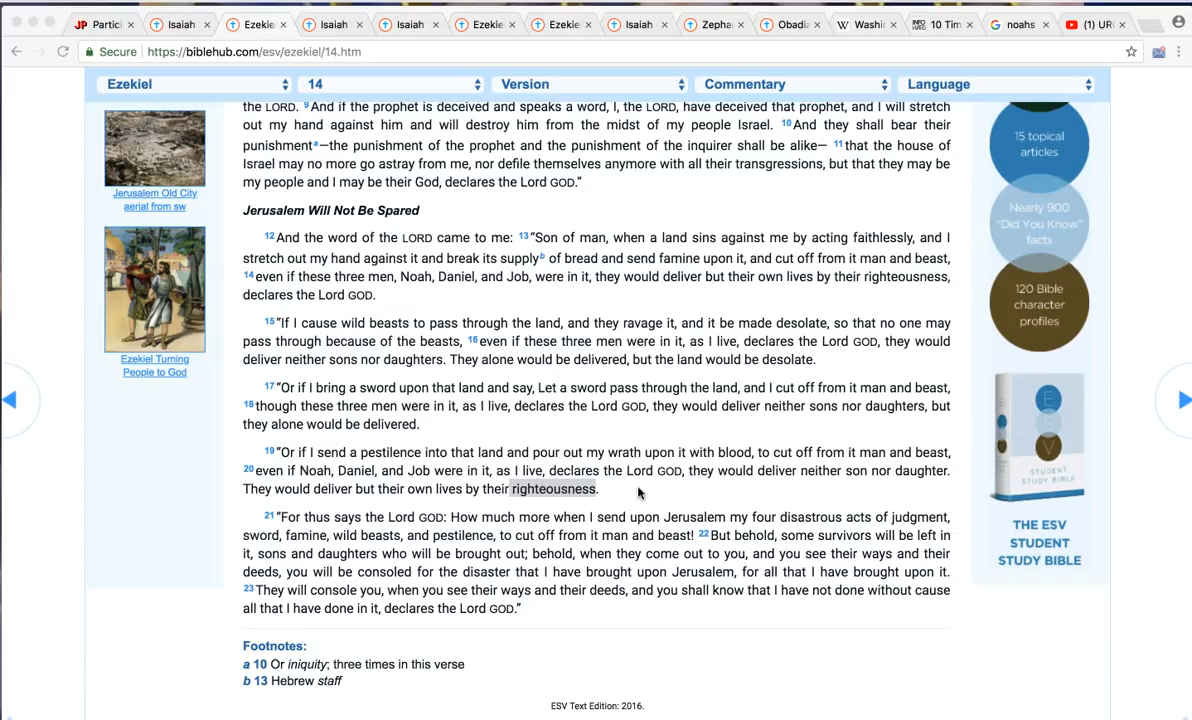 JP Partici × Isaiah × Ezekie × Isaiah × Isaiah × Ezekie × Ezekie × Isaiah × Zepha × Obadi × W Washi × 10 Tim × G noahs × (1) UR ×
Secure https://biblehub.com/esv/ezekiel/14.htm
Ezekiel 14 Version Commentary Language
the LORD. 9And if the prophet is deceived and speaks a word, I, the LORD, have deceived that prophet, and I will stretch
out my hand against him and will destroy him from the midst of my people Israel. 10And they shall bear their
punishmenta—the punishment of the prophet and the punishment of the inquirer shall be alike— 11that the house of
Israel may no more go astray from me, nor defile themselves anymore with all their transgressions, but that they may be
my people and I may be their God, declares the Lord GOD.”
Jerusalem Will Not Be Spared
12And the word of the LORD came to me: 13“Son of man, when a land sins against me by acting faithlessly, and I
stretch out my hand against it and break its supplyb of bread and send famine upon it, and cut off from it man and beast,
14even if these three men, Noah, Daniel, and Job, were in it, they would deliver but their own lives by their righteousness,
declares the Lord GOD.
15“If I cause wild beasts to pass through the land, and they ravage it, and it be made desolate, so that no one may
pass through because of the beasts, 16even if these three men were in it, as I live, declares the Lord GOD, they would
deliver neither sons nor daughters. They alone would be delivered, but the land would be desolate.
17“Or if I bring a sword upon that land and say, Let a sword pass through the land, and I cut off from it man and beast,
18though these three men were in it, as I live, declares the Lord GOD, they would deliver neither sons nor daughters, but
they alone would be delivered.
19“Or if I send a pestilence into that land and pour out my wrath upon it with blood, to cut off from it man and beast,
20even if Noah, Daniel, and Job were in it, as I live, declares the Lord GOD, they would deliver neither son nor daughter.
They would deliver but their own lives by their righteousness.
21“For thus says the Lord GOD: How much more when I send upon Jerusalem my four disastrous acts of judgment,
sword, famine, wild beasts, and pestilence, to cut off from it man and beast! 22But behold, some survivors will be left in
it, sons and daughters who will be brought out; behold, when they come out to you, and you see their ways and their
deeds, you will be consoled for the disaster that I have brought upon Jerusalem, for all that I have brought upon it.
23They will console you, when you see their ways and their deeds, and you shall know that I have not done without cause
all that I have done in it, declares the Lord GOD.”
Footnotes:
a 10 Or iniquity; three times in this verse
b 13 Hebrew staff
ESV Text Edition: 2016.
Jerusalem Old City
aerial from sw
Ezekiel Turning
People to God
15 topical
articles
Nearly 900
“Did You Know”
facts
120 Bible
character
profiles
E
S
V
STUDENT
STUDY BIBLE
THE ESV
STUDENT
STUDY BIBLE